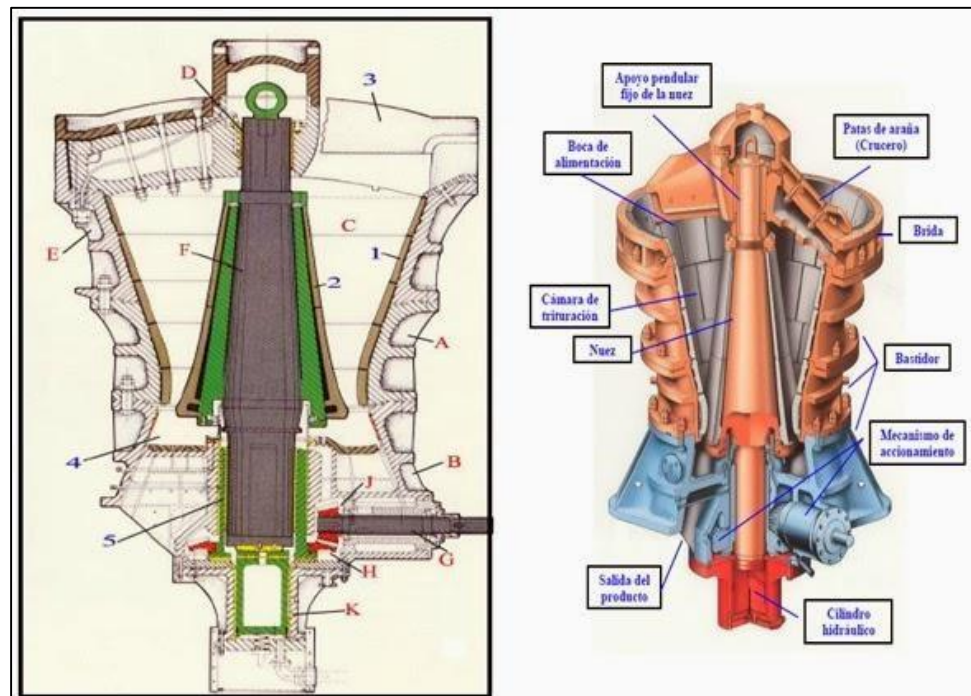 D
3
E
F
C
1
2
A
4
B
J
5
G
H
K
Apoyo pendular
fijo de la nuez
Patas de araña
(Crucero)
Boca de
alimentación
Brida
Cámara de
trituración
Nuez
Bastidor
Mecanismo de
accionamiento
Salida del
producto
Cilindro
hidráulico